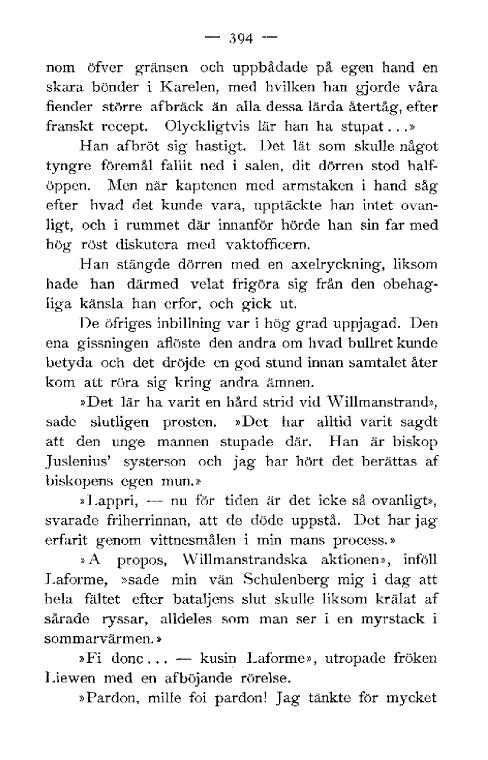 — 394 —
nom öfver gränsen och uppbådade på egen hand en
skara bönder i Karelen, med hvilken han gjorde våra
fiender större afbräck än alla dessa lärda återtåg, efter
franskt recept. Olyckligtvis lär han ha stupat . . .»
Han afbröt sig hastigt. Det lät som skulle något
tyngre föremål fallit ned i salen, dit dörren stod half-
öppen. Men när kaptenen med armstaken i hand såg
efter hvad det kunde vara, upptäckte han intet ovan-
ligt, och i rummet där innanför hörde han sin far med
hög röst diskutera med vaktofficern.
Han stängde dörren med en axelryckning, liksom
hade han därmed velat frigöra sig från den obehag-
liga känsla han erfor, och gick ut.
De öfriges inbillning var i hög grad uppjagad. Den
ena gissningen aflöste den andra om hvad bullret kunde
betyda och det dröjde en god stund innan samtalet åter
kom att röra sig kring andra ämnen.
»Det lär ha varit en hård strid vid Willmanstrand»,
sade slutligen prosten. »Det har alltid varit sagdt
att den unge mannen stupade där. Han är biskop
Juslenius' systerson och jag har hört det berättas af
biskopens egen mun.»
»Lappri, — nu för tiden är det icke så ovanligt»,
svarade friherrinnan, att de döde uppstå. Det har jag
erfarit genom vittnesmålen i min mans process.»
»A propos, Willmanstrandska aktionen», inföll
Laforme, »sade min vän Schulenberg mig i dag att
hela fältet efter bataljens slut skulle liksom krälat af
sårade ryssar, alldeles som man ser i en myrstack i
sommarvärmen.»
»Fi donc . . . — kusin Laforme», utropade fröken
Liewen med en afböjande rörelse.
»Pardon, mille foi pardon! Jag tänkte för mycket